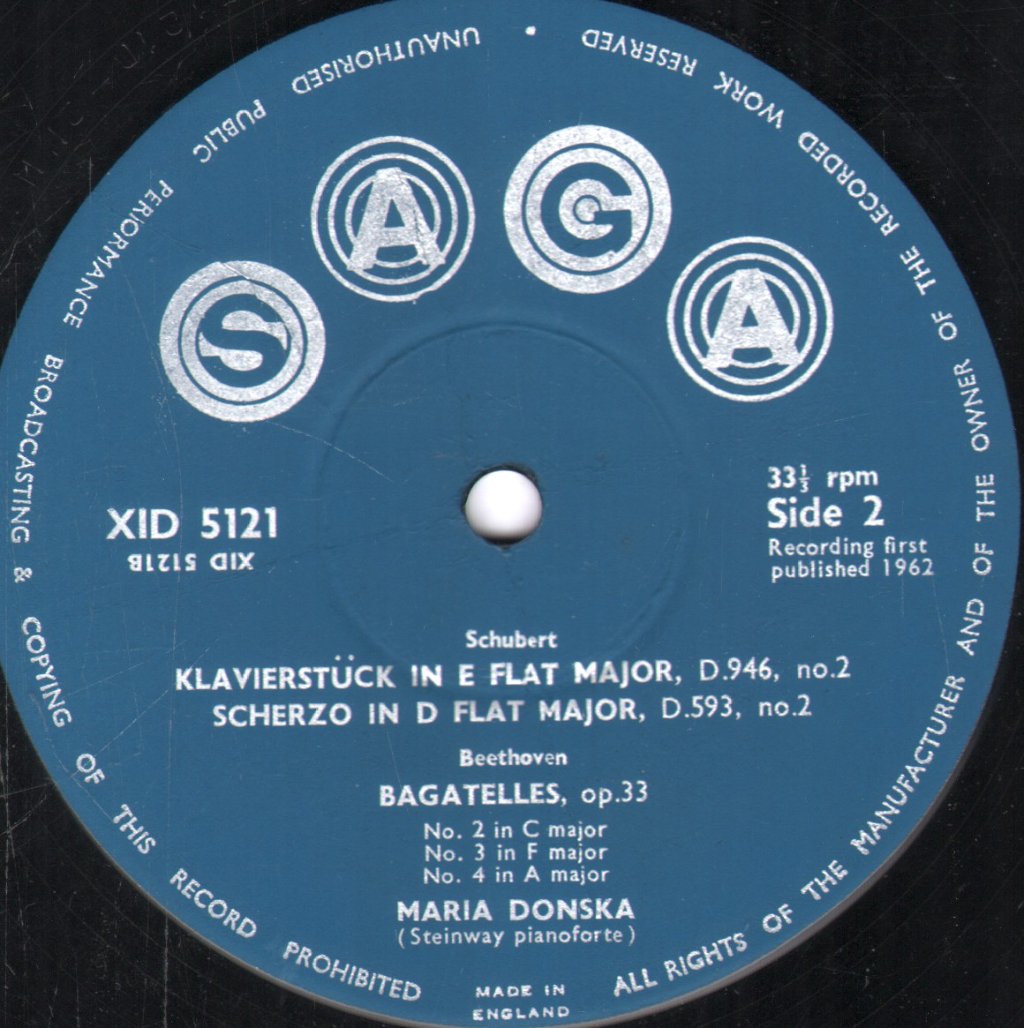 ALL RIGHTS OF THE MANUFACTURER AND OF THE OWNER OF THE RECORDED WORK RESERVED • UNAUTHORISED PUBLIC PERIORMANCE BROADCASTING & COPYING OF THIS RECORD PROHIBITED
SAGA
XID 5121
XID 5121B
33⅓ rpm
Side 2
Recording first
published 1962
Schubert
KLAVIERSTÜCK IN E FLAT MAJOR, D.946, no.2
SCHERZO IN D FLAT MAJOR, D.593, no.2
Beethoven
BAGATELLES, op.33
No. 2 in C major
No. 3 in F major
No. 4 in A major
MARIA DONSKA
(Steinway pianoforte)
MADE IN
ENGLAND